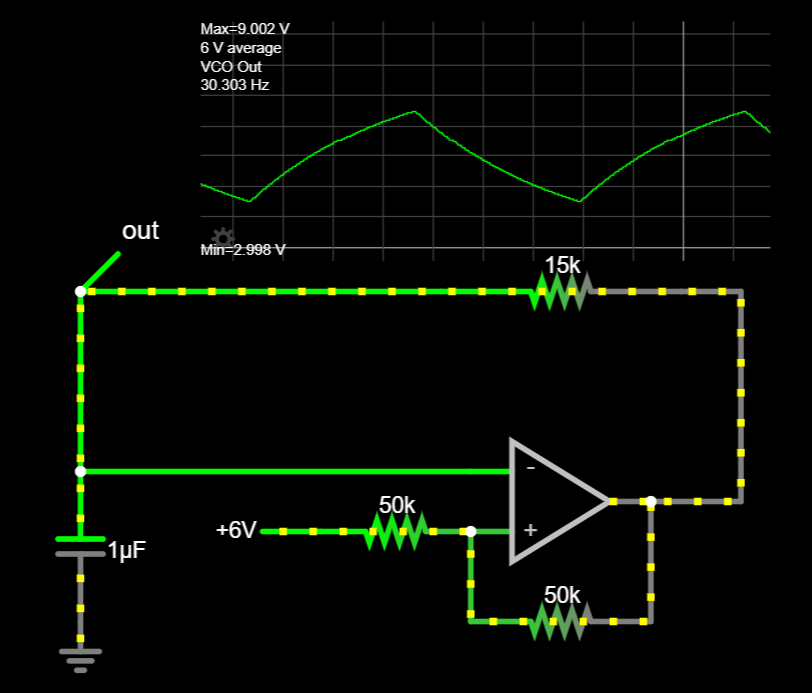 Max=9.002 V
6 V average
VCO Out
30.303 Hz
out
Min=2.998 V
15k
-
50k
+6V
+
1µF
50k